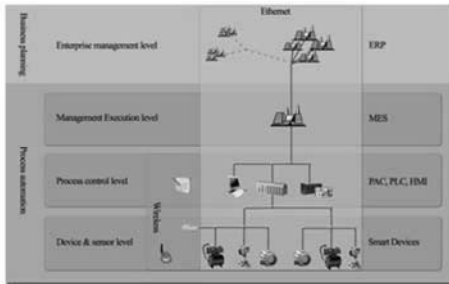 Ethernet
Business planning
Enterprise management level
ERP
Process automation
Management Execution level
MES
Process control level
PAC, PLC, HMI
Wireless
Device & sensor level
Smart Devices